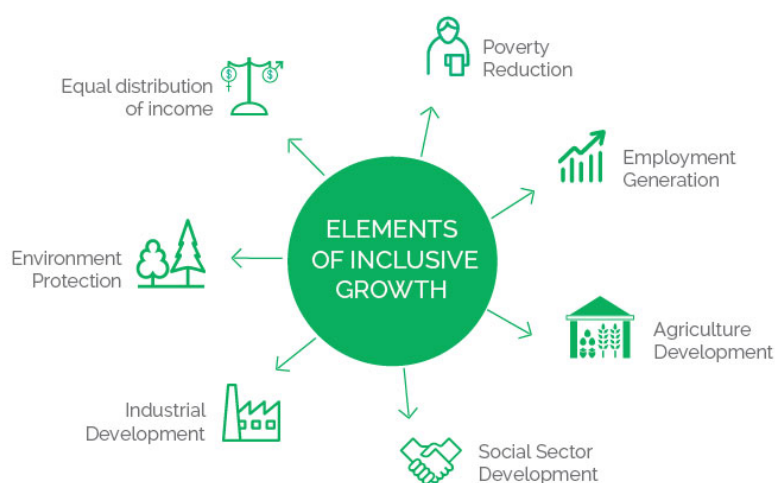 ELEMENTS
OF INCLUSIVE
GROWTH
Poverty
Reduction
Employment
Generation
Agriculture
Development
Social Sector
Development
Industrial
Development
Environment
Protection
Equal distribution
of income
$ $